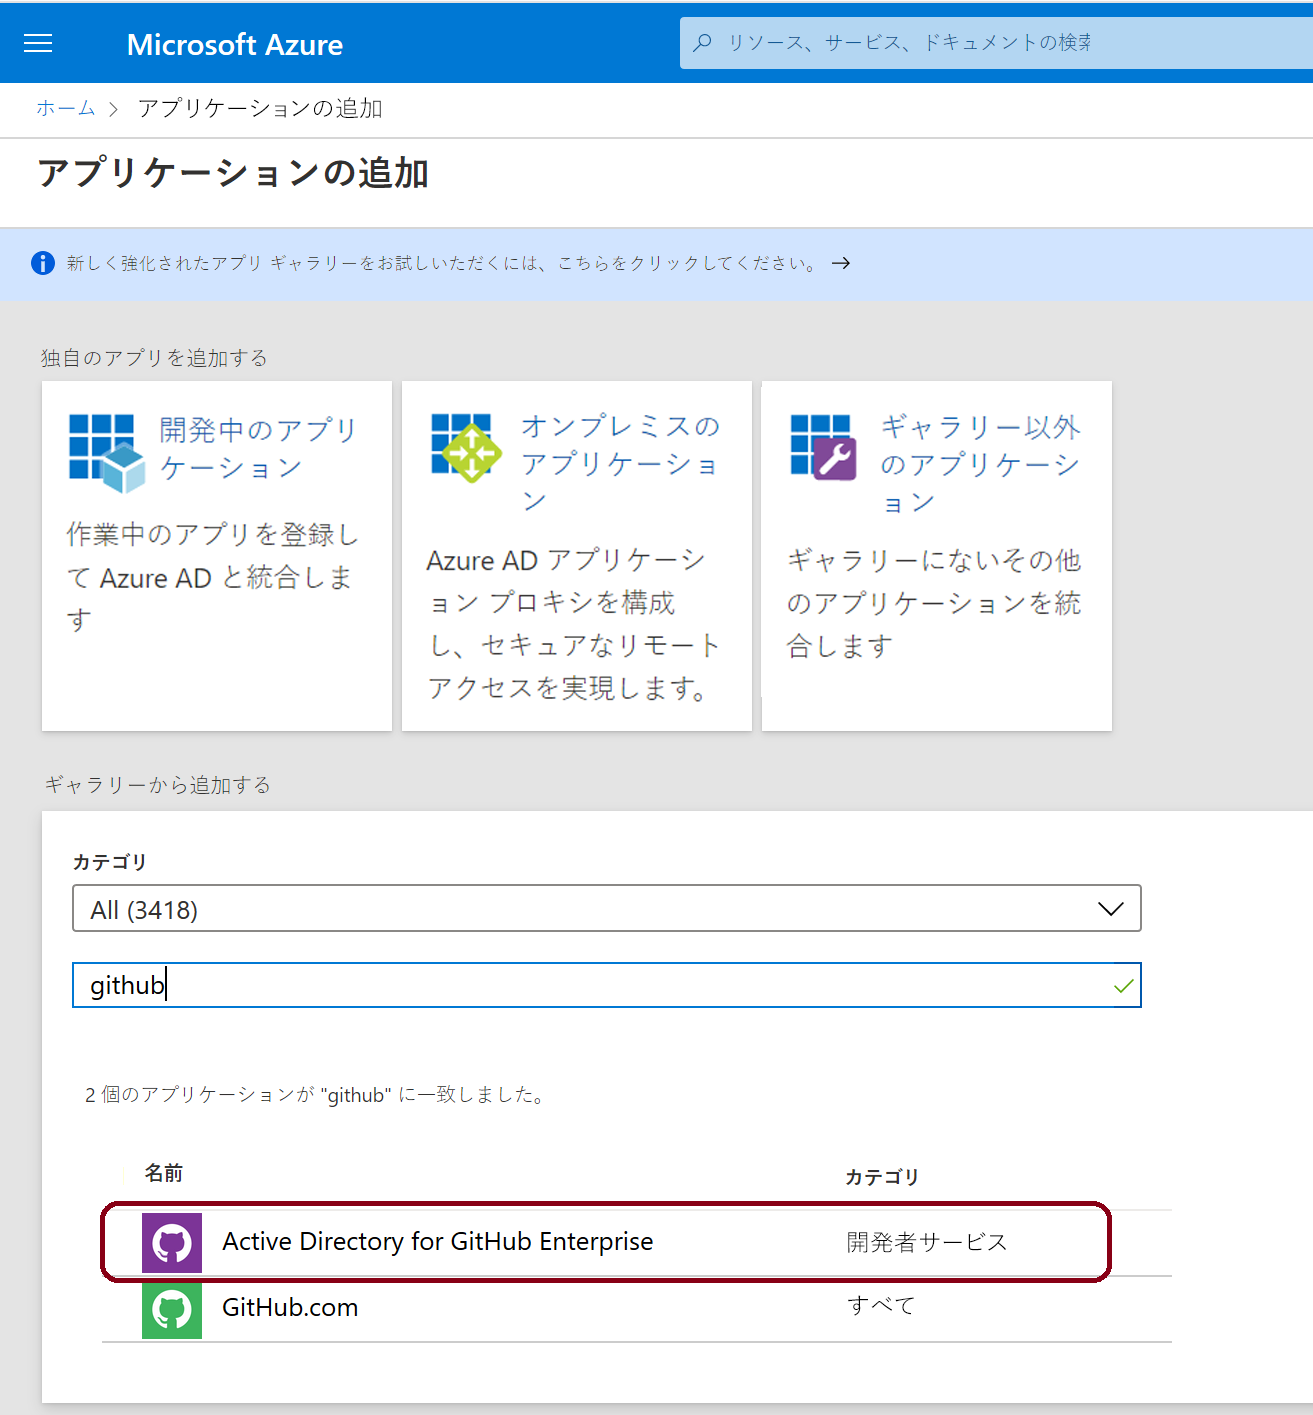 Microsoft Azure
リソース、サービス、ドキュメントの検索
ホーム > アプリケーションの追加
アプリケーションの追加
新しく強化されたアプリ ギャラリーをお試しいただくには、こちらをクリックしてください。 →
独自のアプリを追加する
開発中のアプリ
ケーション
作業中のアプリを登録し
て Azure AD と統合しま
す
オンプレミスの
アプリケーショ
ン
Azure AD アプリケーシ
ョン プロキシを構成
し、セキュアなリモート
アクセスを実現します。
ギャラリー以外
のアプリケーシ
ョン
ギャラリーにないその他
のアプリケーションを統
合します
ギャラリーから追加する
カテゴリ
All (3418)
github
2 個のアプリケーションが "github" に一致しました。
名前 カテゴリ
Active Directory for GitHub Enterprise 開発者サービス
GitHub.com すべて